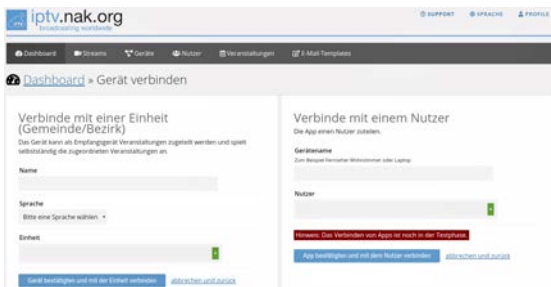 iptv.nak.org
broadcasting worldwide
SUPPORT SPRACHE PROFILE
Dashboard Streams Geräte Nutzer Veranstaltungen E-Mail-Templates
Dashboard » Gerät verbinden
Verbinde mit einer Einheit
(Gemeinde/Bezirk)
Das Gerät kann als Empfangsgerät Veranstaltungen zugeteilt werden und spielt
selbstständig die zugeordneten Veranstaltungen an.
Name
Sprache
Bitte eine Sprache wählen
Einheit
Gerät bestätigten und mit der Einheit verbinden abbrechen und zurück
Verbinde mit einem Nutzer
Die App einen Nutzer zuteilen.
Gerätename
Zum Beispiel Fernseher Wohnzimmer oder Laptop
Nutzer
Hinweis: Das Verbinden von Apps ist noch in der Testphase.
App bestätigten und mit dem Nutzer verbinden abbrechen und zurück